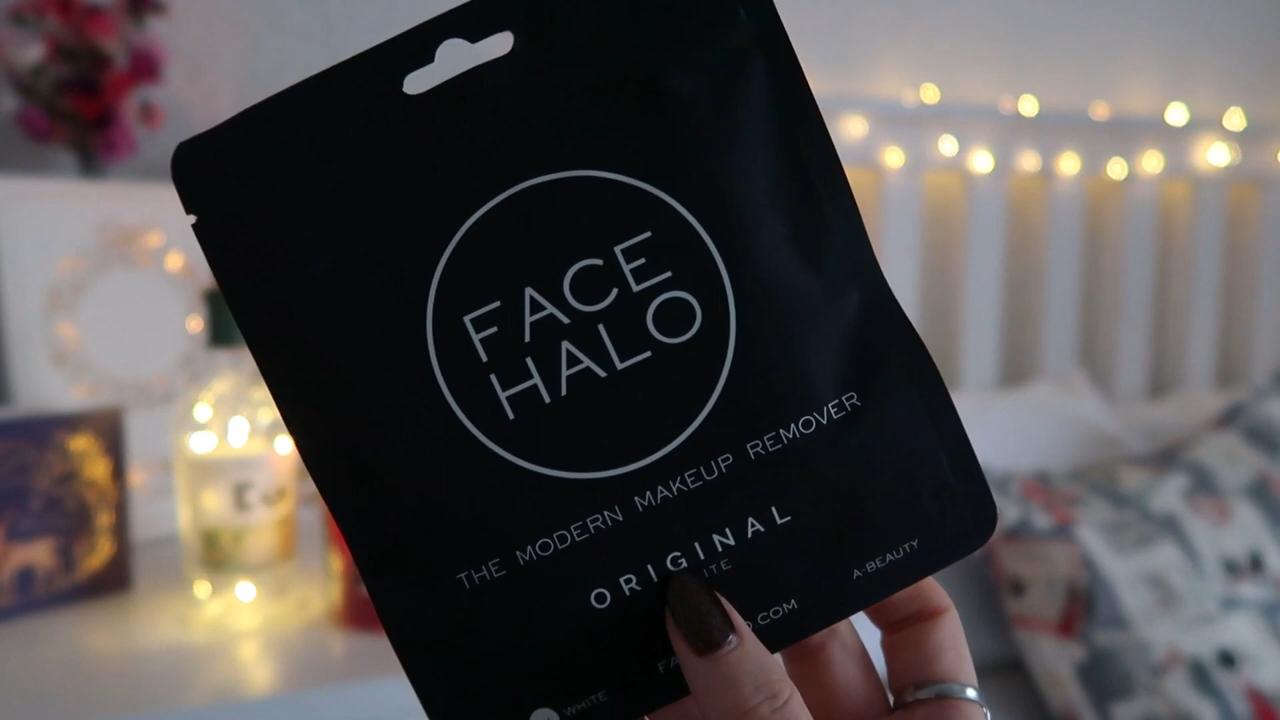 FACE
HALO
THE MODERN MAKEUP REMOVER
ORIGINAL
A-BEAUTY
WHITE